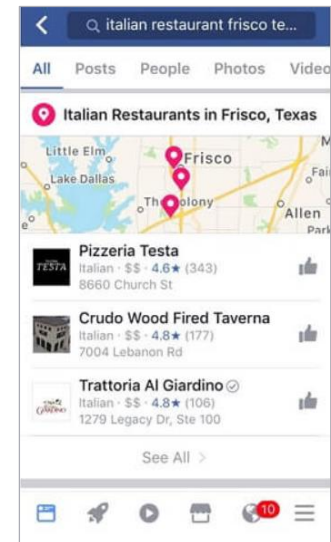 italian restaurant frisco te...
All Posts People Photos Video
Italian Restaurants in Frisco, Texas
Little Elm
Frisco
Lake Dallas
The Colony
Allen
TESTA
Pizzeria Testa
Italian · $$ · 4.6★ (343)
8660 Church St
Crudo Wood Fired Taverna
Italian · $$ · 4.8★ (177)
7004 Lebanon Rd
Trattoria Al Giardino
Italian · $$ · 4.8★ (106)
1279 Legacy Dr, Ste 100
See All >
10